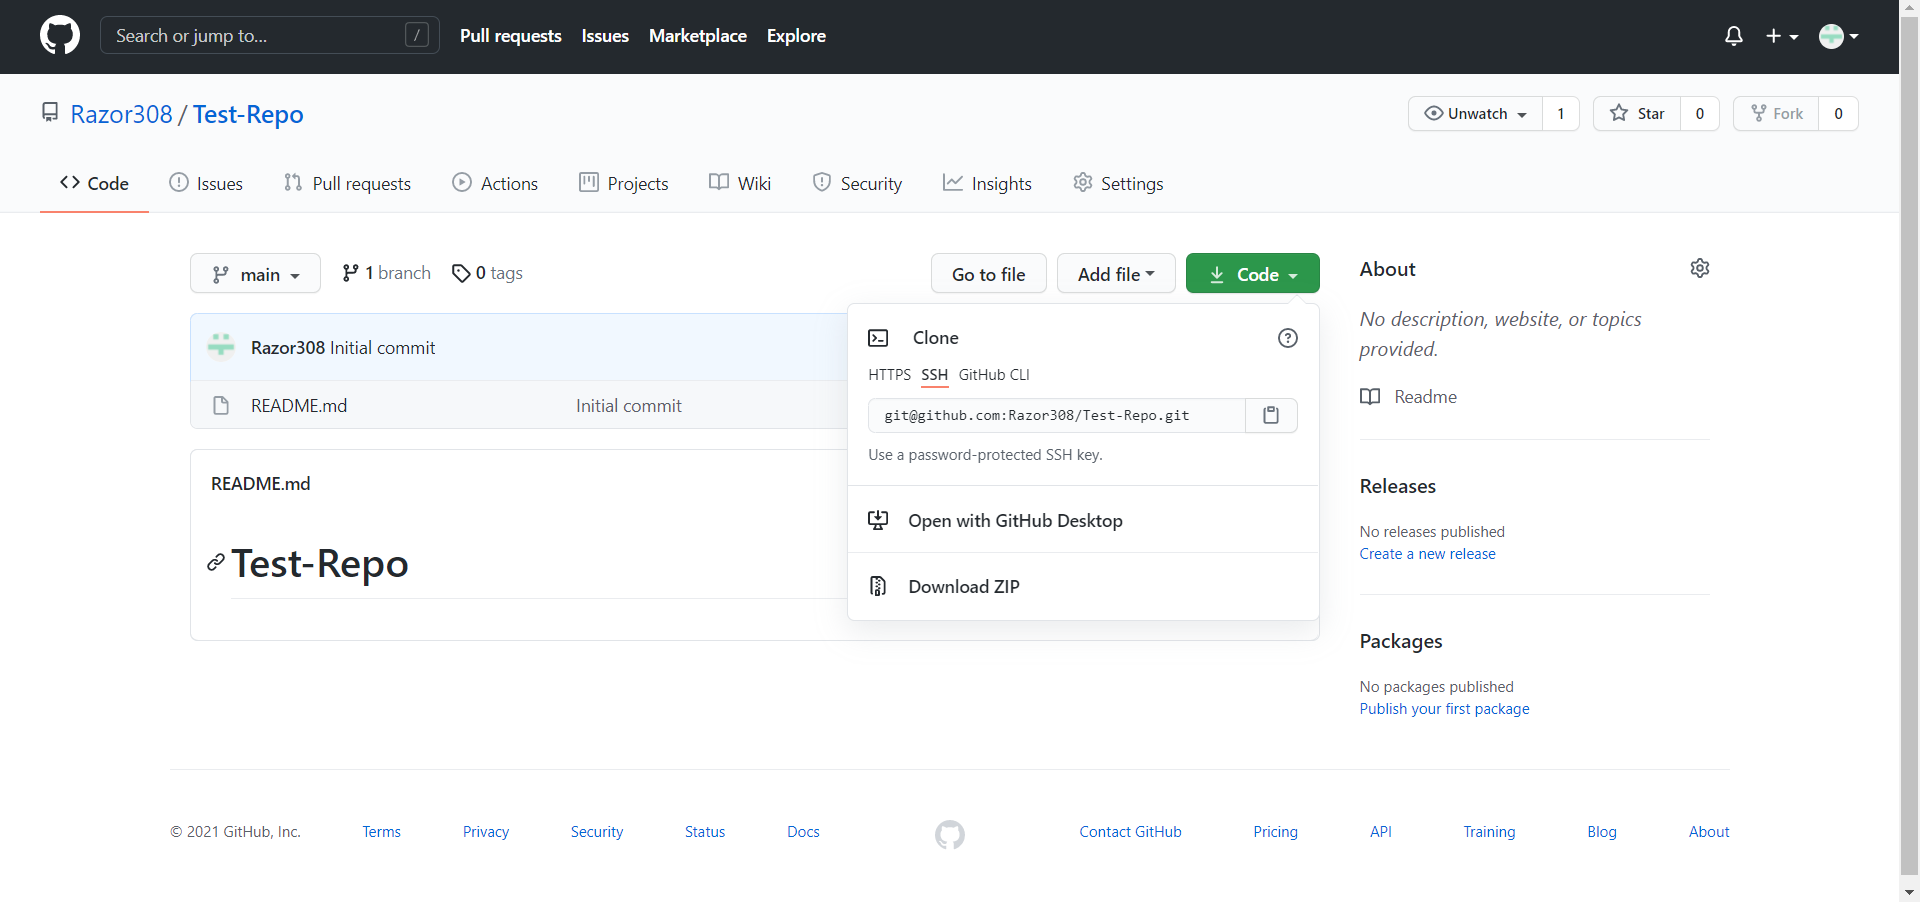 Search or jump to... /
Pull requests Issues Marketplace Explore
Razor308 / Test-Repo
Unwatch 1 Star 0 Fork 0
Code Issues Pull requests Actions Projects Wiki Security Insights Settings
main 1 branch 0 tags Go to file Add file Code
Razor308 Initial commit
README.md Initial commit
README.md
Test-Repo
Clone
HTTPS SSH GitHub CLI
git@github.com:Razor308/Test-Repo.git
Use a password-protected SSH key.
Open with GitHub Desktop
Download ZIP
About
No description, website, or topics
provided.
Readme
Releases
No releases published
Create a new release
Packages
No packages published
Publish your first package
© 2021 GitHub, Inc. Terms Privacy Security Status Docs Contact GitHub Pricing API Training Blog About